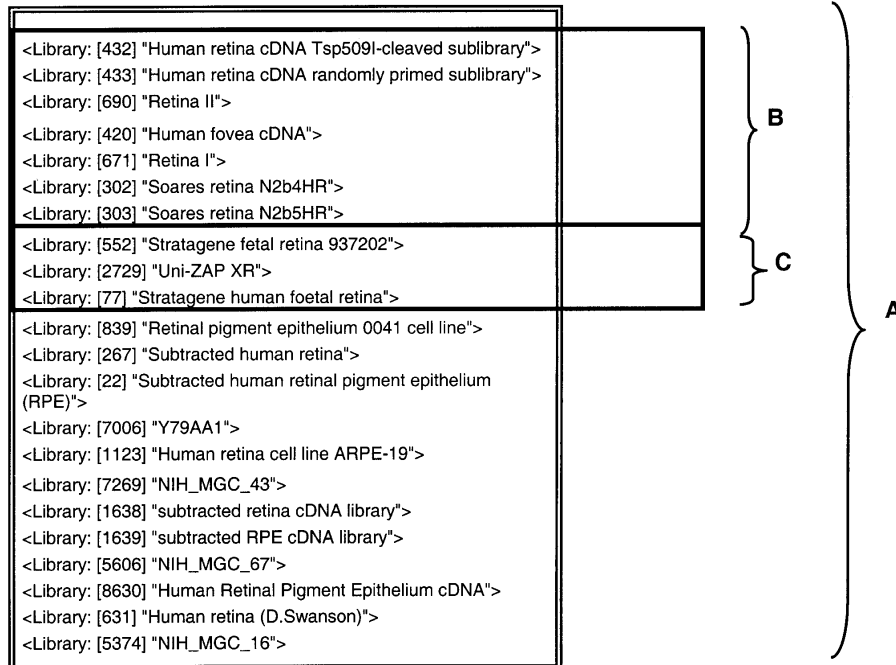 <Library: [432] "Human retina cDNA Tsp509I-cleaved sublibrary">
<Library: [433] "Human retina cDNA randomly primed sublibrary">
<Library: [690] "Retina II">
<Library: [420] "Human fovea cDNA">
<Library: [671] "Retina I">
<Library: [302] "Soares retina N2b4HR">
<Library: [303] "Soares retina N2b5HR">
<Library: [552] "Stratagene fetal retina 937202">
<Library: [2729] "Uni-ZAP XR">
<Library: [77] "Stratagene human foetal retina">
<Library: [839] "Retinal pigment epithelium 0041 cell line">
<Library: [267] "Subtracted human retina">
<Library: [22] "Subtracted human retinal pigment epithelium
(RPE)">
<Library: [7006] "Y79AA1">
<Library: [1123] "Human retina cell line ARPE-19">
<Library: [7269] "NIH_MGC_43">
<Library: [1638] "subtracted retina cDNA library">
<Library: [1639] "subtracted RPE cDNA library">
<Library: [5606] "NIH_MGC_67">
<Library: [8630] "Human Retinal Pigment Epithelium cDNA">
<Library: [631] "Human retina (D.Swanson)">
<Library: [5374] "NIH_MGC_16">
B
C
A